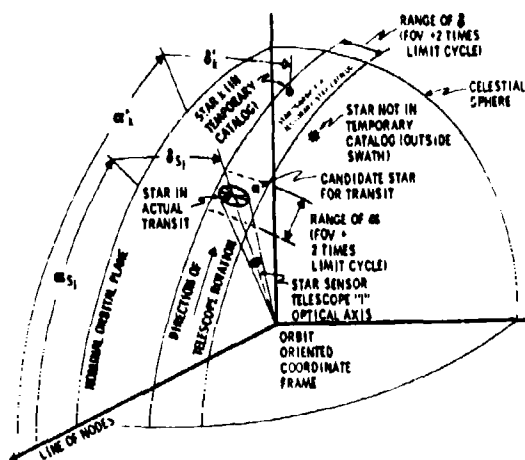 RANGE OF δ
(FOV +2 TIMES
LIMIT CYCLE)
CELESTIAL
SPHERE
STAR k (IN
TEMPORARY
CATALOG)
STAR NOT IN
TEMPORARY
CATALOG (OUTSIDE
SWATH)
CANDIDATE STAR
FOR TRANSIT
RANGE OF α
(FOV +
2 TIMES
LIMIT CYCLE)
STAR SENSOR
TELESCOPE "1"
OPTICAL AXIS
ORBIT
ORIENTED
COORDINATE
FRAME
STAR IN
ACTUAL
TRANSIT
NOMINAL ORBITAL PLANE
DIRECTION OF
TELESCOPE ROTATION
LINE OF NODES